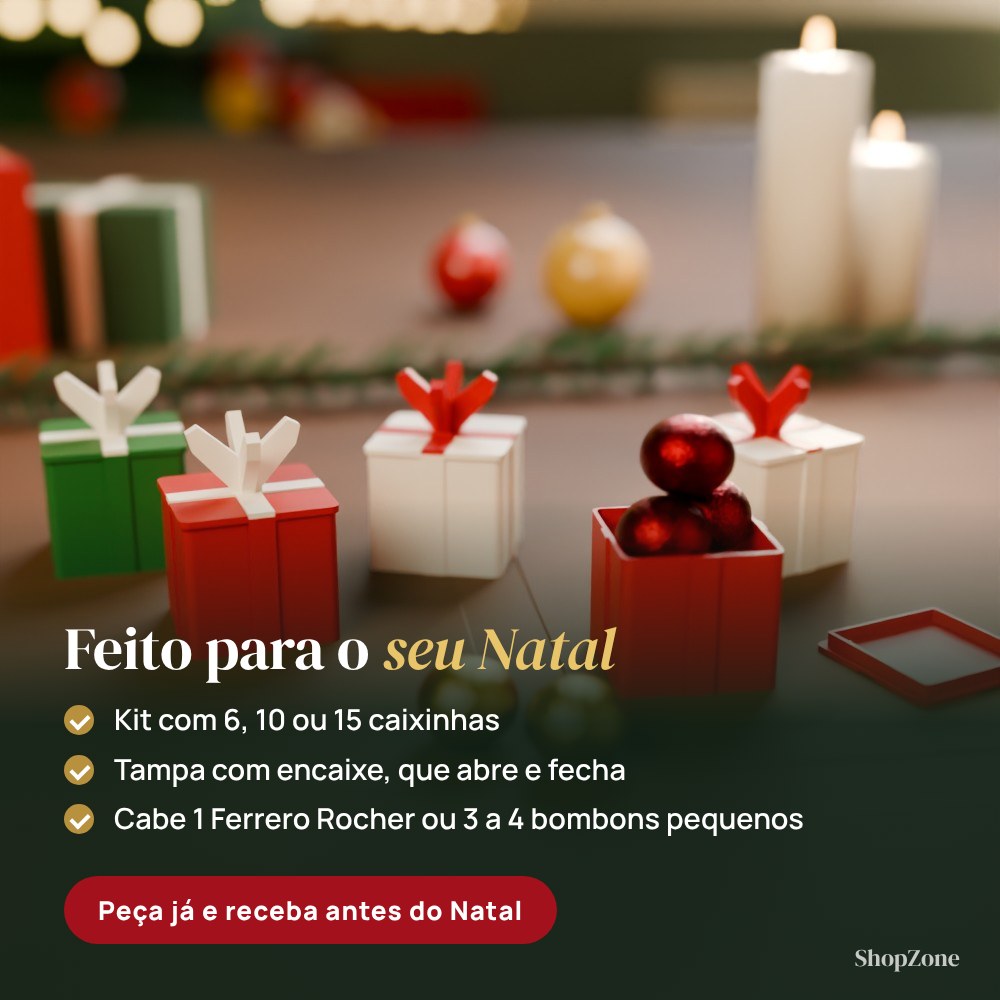 Feito para o seu Natal
Kit com 6, 10 ou 15 caixinhas
Tampa com encaixe, que abre e fecha
Cabe 1 Ferrero Rocher ou 3 a 4 bombons pequenos
Peça já e receba antes do Natal
ShopZone